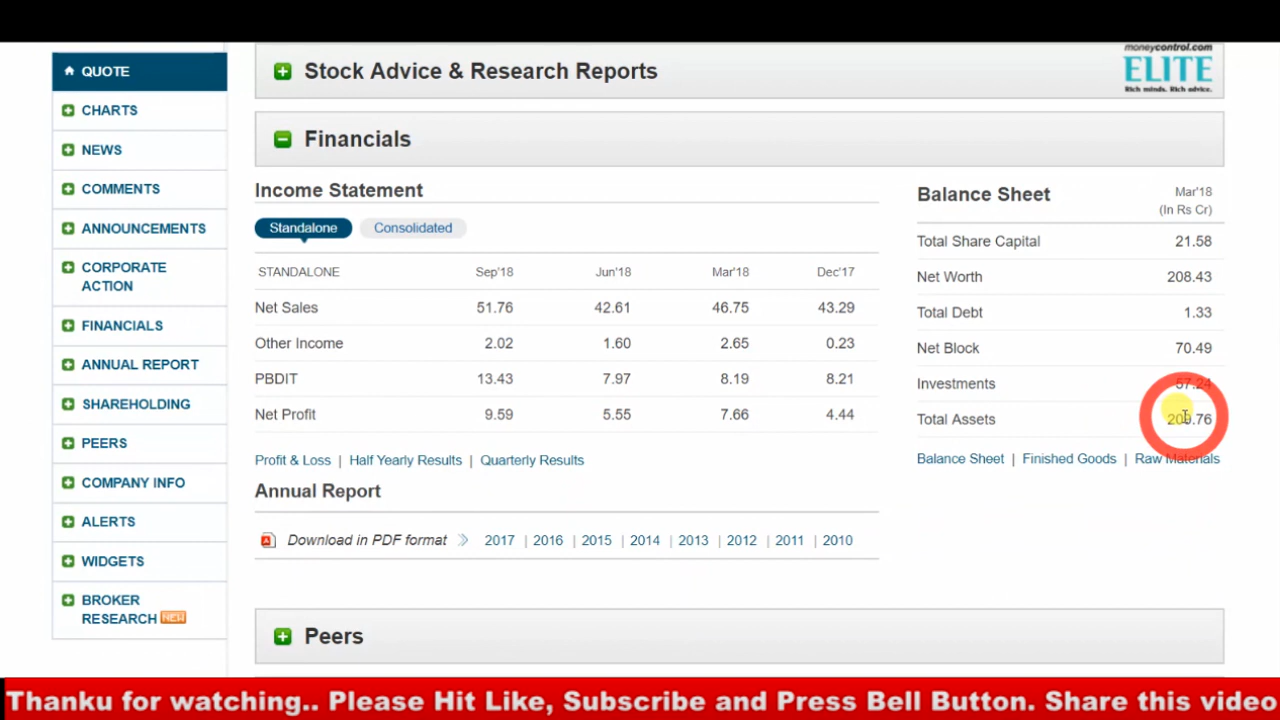 QUOTE
CHARTS
NEWS
COMMENTS
ANNOUNCEMENTS
CORPORATE
ACTION
FINANCIALS
ANNUAL REPORT
SHAREHOLDING
PEERS
COMPANY INFO
ALERTS
WIDGETS
BROKER
RESEARCH NEW
Stock Advice & Research Reports
moneycontrol.com
ELITE
Rich minds. Rich advice.
Financials
Income Statement
Standalone Consolidated
STANDALONE Sep'18 Jun'18 Mar'18 Dec'17
Net Sales 51.76 42.61 46.75 43.29
Other Income 2.02 1.60 2.65 0.23
PBDIT 13.43 7.97 8.19 8.21
Net Profit 9.59 5.55 7.66 4.44
Profit & Loss | Half Yearly Results | Quarterly Results
Annual Report
Download in PDF format 2017 | 2016 | 2015 | 2014 | 2013 | 2012 | 2011 | 2010
Balance Sheet Mar'18
(In Rs Cr)
Total Share Capital 21.58
Net Worth 208.43
Total Debt 1.33
Net Block 70.49
Investments 57.24
Total Assets 209.76
Balance Sheet | Finished Goods | Raw Materials
Peers
Thanku for watching.. Please Hit Like, Subscribe and Press Bell Button. Share this video